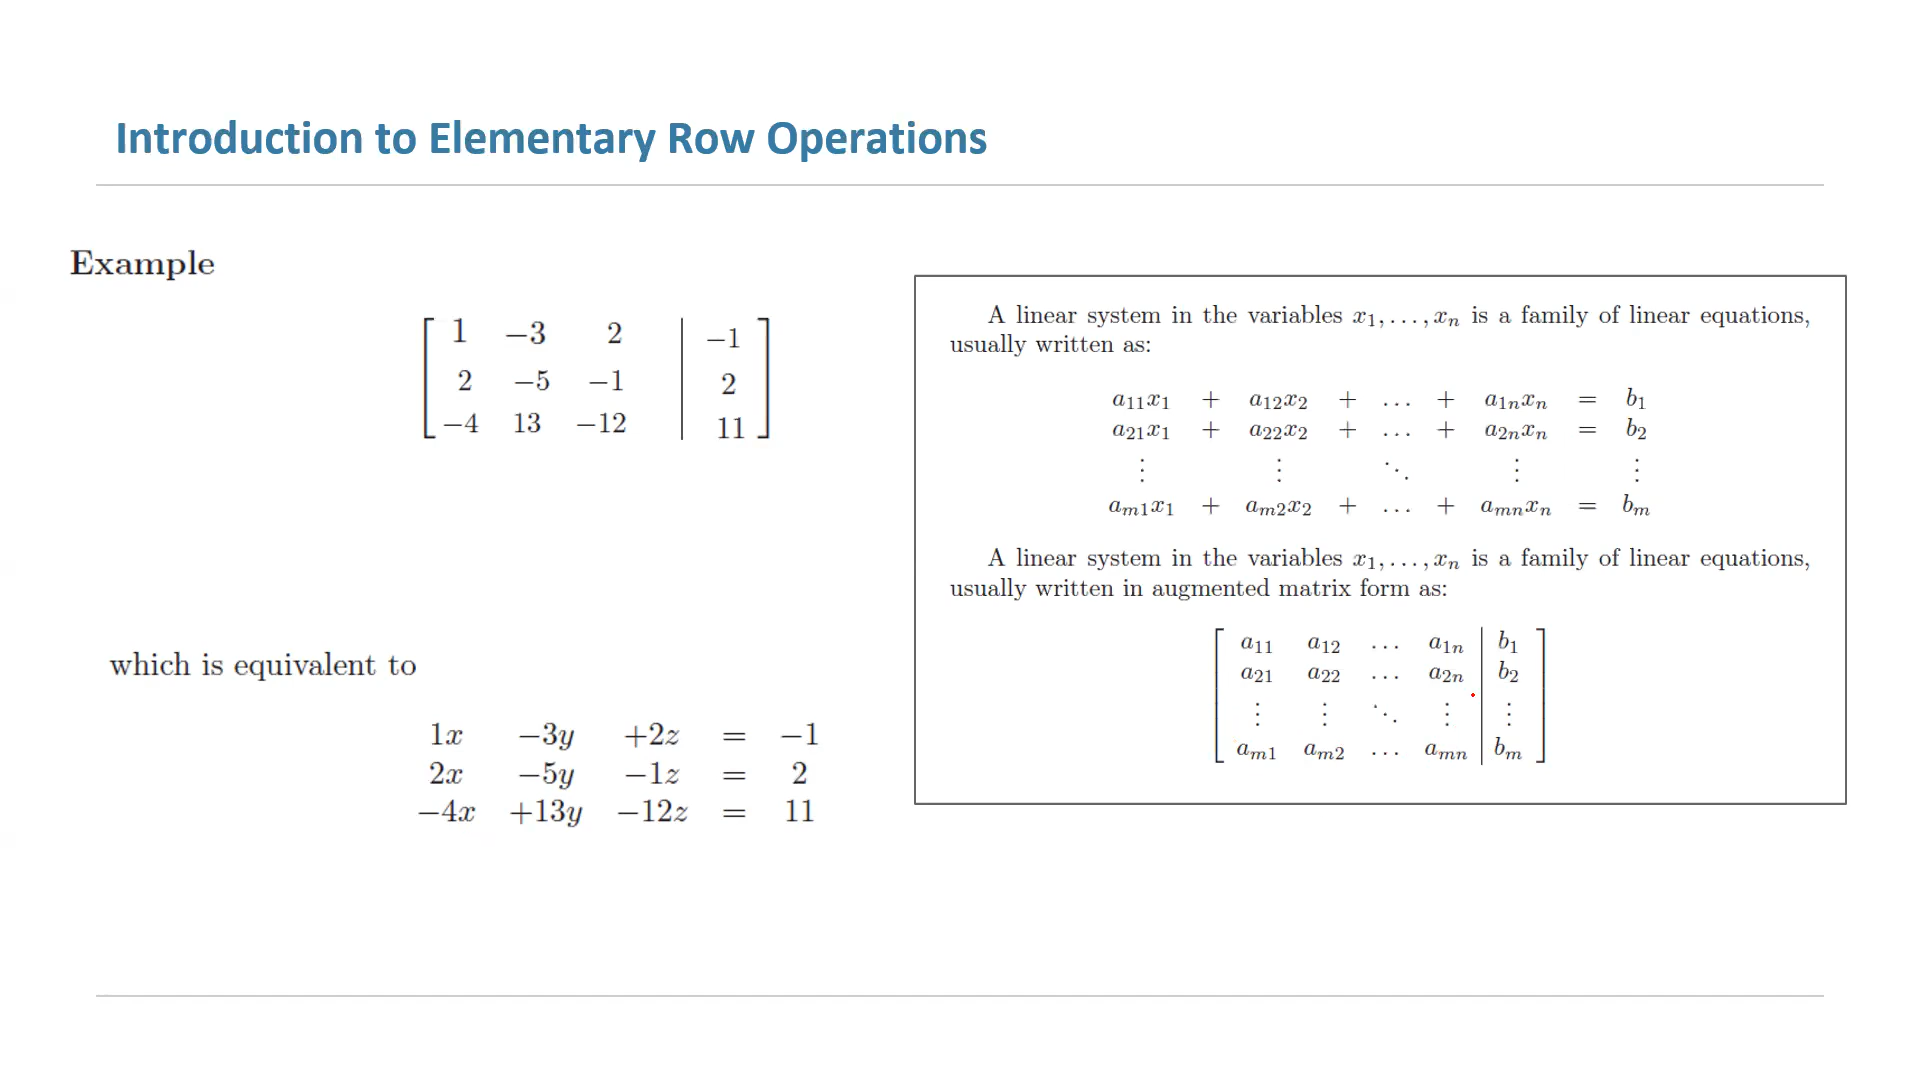 Introduction to Elementary Row Operations
Example
[ 1 −3 2 | −1 ]
[ 2 −5 −1 | 2 ]
[ −4 13 −12 | 11 ]
which is equivalent to
1x −3y +2z = −1
2x −5y −1z = 2
−4x +13y −12z = 11
A linear system in the variables x₁, . . . , xₙ is a family of linear equations,
usually written as:
a₁₁x₁ + a₁₂x₂ + . . . + a₁ₙxₙ = b₁
a₂₁x₁ + a₂₂x₂ + . . . + a₂ₙxₙ = b₂
⋮ ⋮ ⋱ ⋮ ⋮
aₘ₁x₁ + aₘ₂x₂ + . . . + aₘₙxₙ = bₘ
A linear system in the variables x₁, . . . , xₙ is a family of linear equations,
usually written in augmented matrix form as:
[ a₁₁ a₁₂ . . . a₁ₙ | b₁ ]
[ a₂₁ a₂₂ . . . a₂ₙ | b₂ ]
[ ⋮ ⋮ ⋱ ⋮ | ⋮ ]
[ aₘ₁ aₘ₂ . . . aₘₙ | bₘ ]